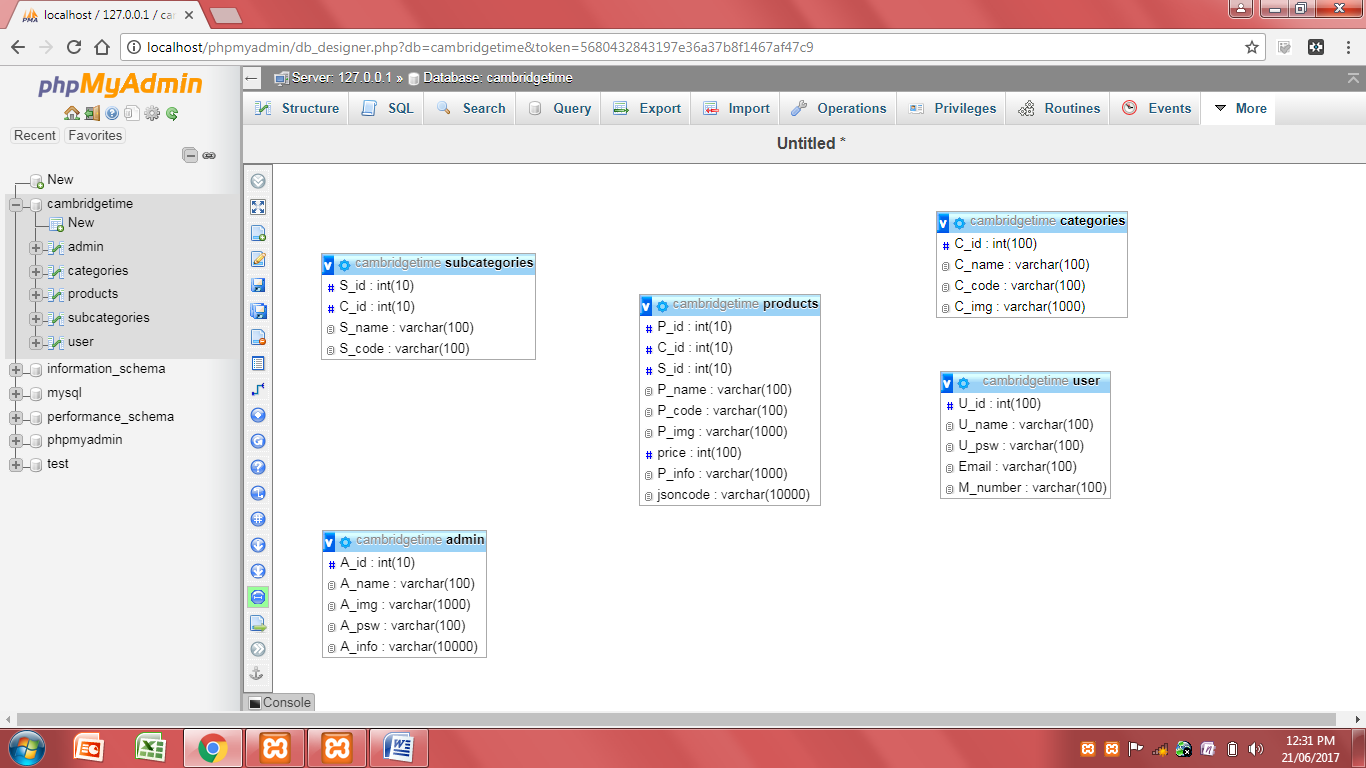 localhost / 127.0.0.1 / ca
localhost/phpmyadmin/db_designer.php?db=cambridgetime&token=5680432843197e36a37b8f1467af47c9
phpMyAdmin
Recent
Favorites
New
cambridgetime
New
admin
categories
products
subcategories
user
information_schema
mysql
performance_schema
phpmyadmin
test
Server: 127.0.0.1 » Database: cambridgetime
Structure SQL Search Query Export Import Operations Privileges Routines Events More
Untitled *
cambridgetime subcategories
S_id : int(10)
C_id : int(10)
S_name : varchar(100)
S_code : varchar(100)
cambridgetime products
P_id : int(10)
C_id : int(10)
S_id : int(10)
P_name : varchar(100)
P_code : varchar(100)
P_img : varchar(1000)
price : int(100)
P_info : varchar(1000)
jsoncode : varchar(10000)
cambridgetime categories
C_id : int(100)
C_name : varchar(100)
C_code : varchar(100)
C_img : varchar(1000)
cambridgetime user
U_id : int(100)
U_name : varchar(100)
U_psw : varchar(100)
Email : varchar(100)
M_number : varchar(100)
cambridgetime admin
A_id : int(10)
A_name : varchar(100)
A_img : varchar(1000)
A_psw : varchar(100)
A_info : varchar(10000)
Console
12:31 PM
21/06/2017